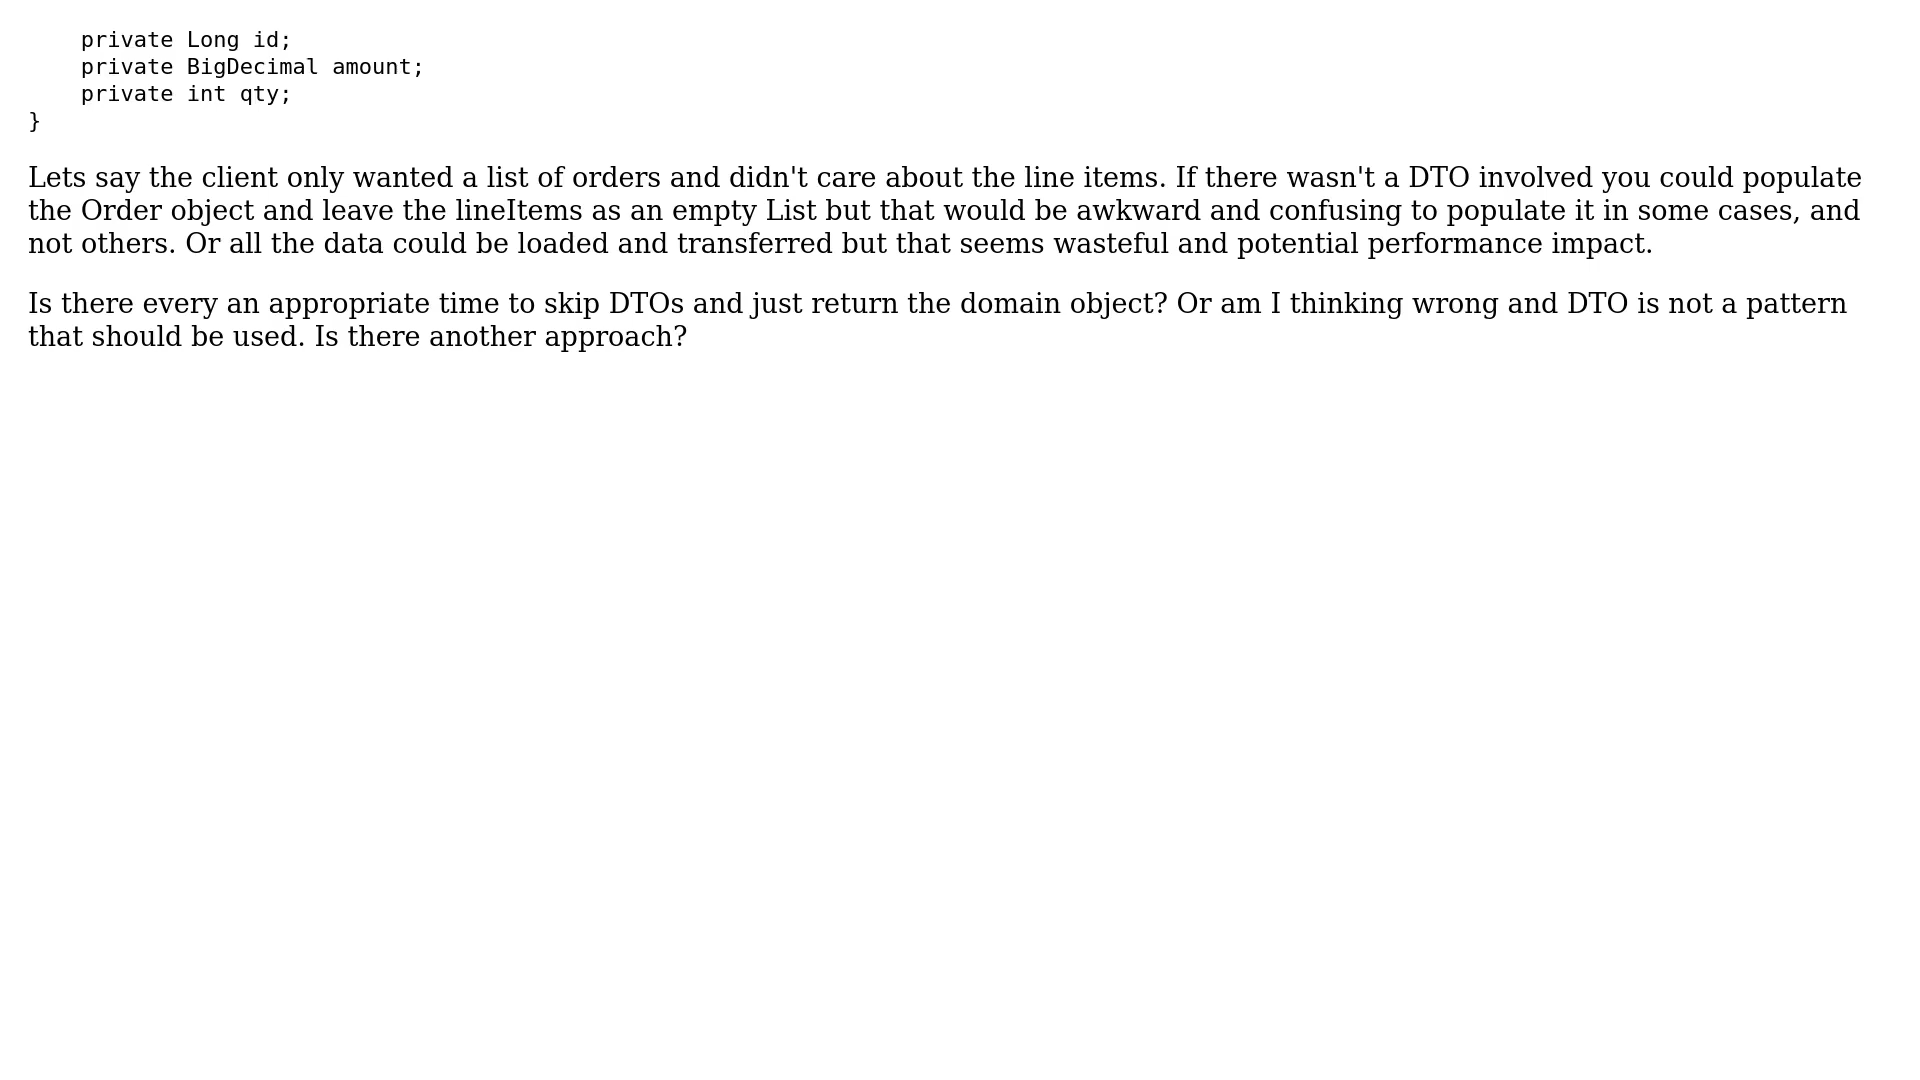 private Long id;
private BigDecimal amount;
private int qty;
}
Lets say the client only wanted a list of orders and didn't care about the line items. If there wasn't a DTO involved you could populate
the Order object and leave the lineItems as an empty List but that would be awkward and confusing to populate it in some cases, and
not others. Or all the data could be loaded and transferred but that seems wasteful and potential performance impact.
Is there every an appropriate time to skip DTOs and just return the domain object? Or am I thinking wrong and DTO is not a pattern
that should be used. Is there another approach?